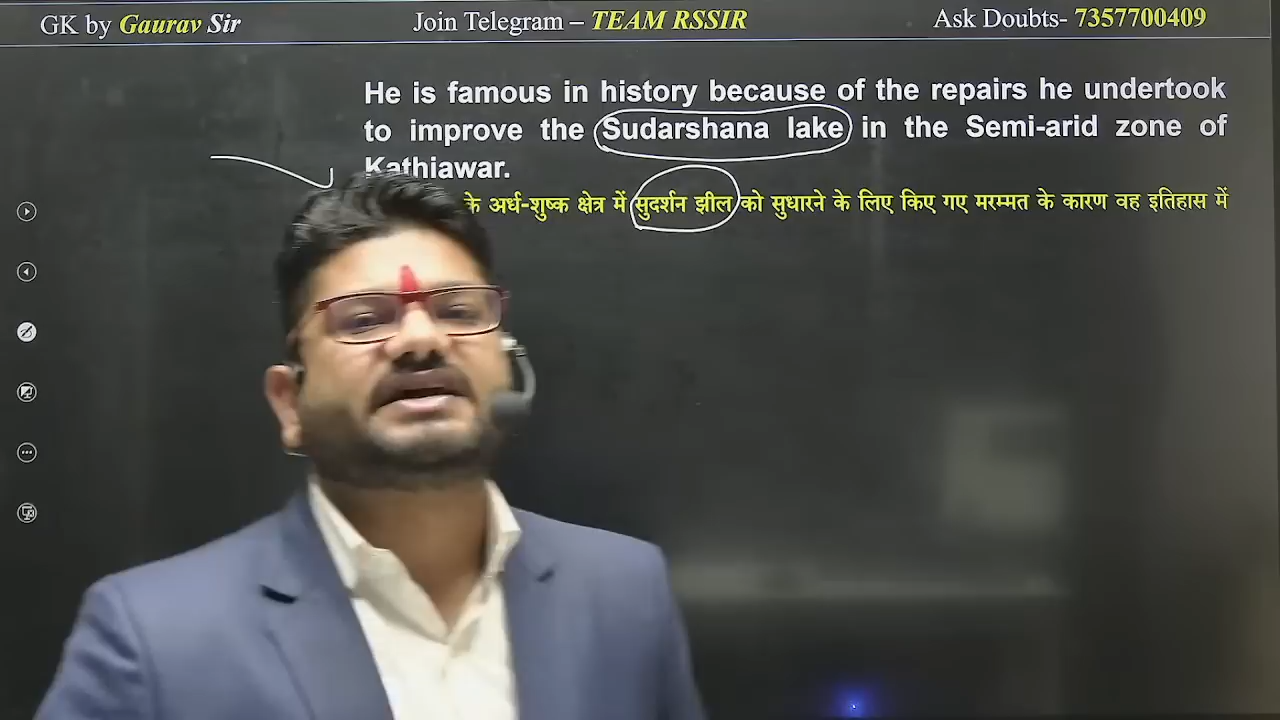 GK by Gaurav Sir Join Telegram – TEAM RSSIR Ask Doubts- 7357700409
He is famous in history because of the repairs he undertook
to improve the Sudarshana lake in the Semi-arid zone of
Kathiawar.
के अर्ध-शुष्क क्षेत्र में सुदर्शन झील को सुधारने के लिए किए गए मरम्मत के कारण वह इतिहास में